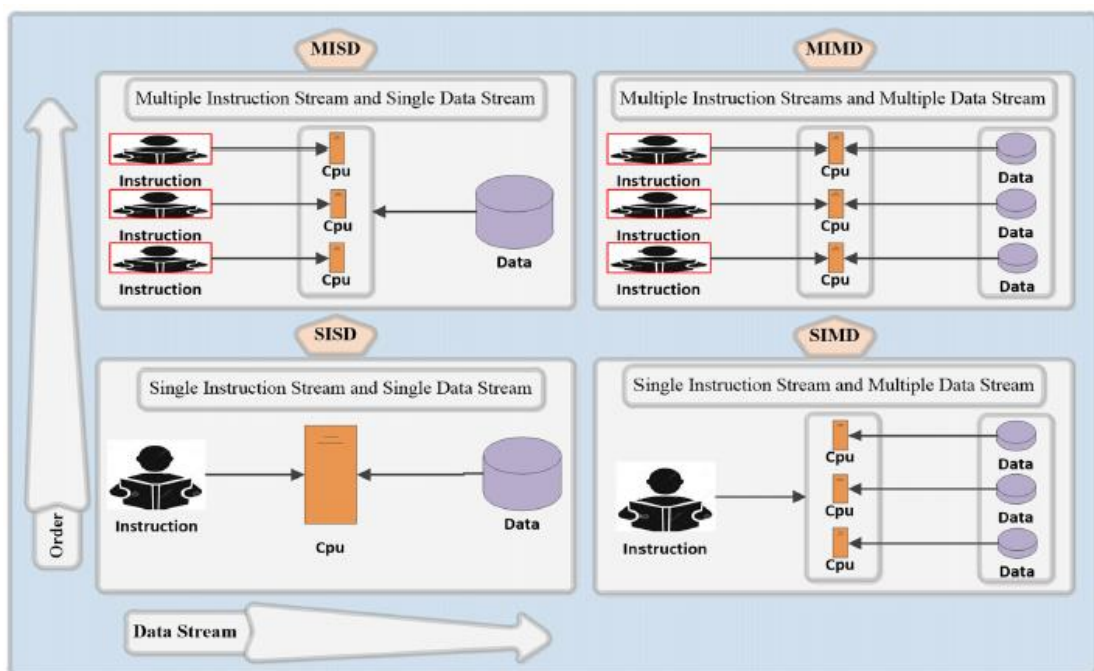 MISD
Multiple Instruction Stream and Single Data Stream
Instruction
Cpu
Instruction
Cpu
Instruction
Cpu
Data
MIMD
Multiple Instruction Streams and Multiple Data Stream
Instruction
Cpu
Data
Instruction
Cpu
Data
Instruction
Cpu
Data
SISD
Single Instruction Stream and Single Data Stream
Instruction
Cpu
Data
SIMD
Single Instruction Stream and Multiple Data Stream
Instruction
Cpu
Data
Cpu
Data
Cpu
Data
Order
Data Stream